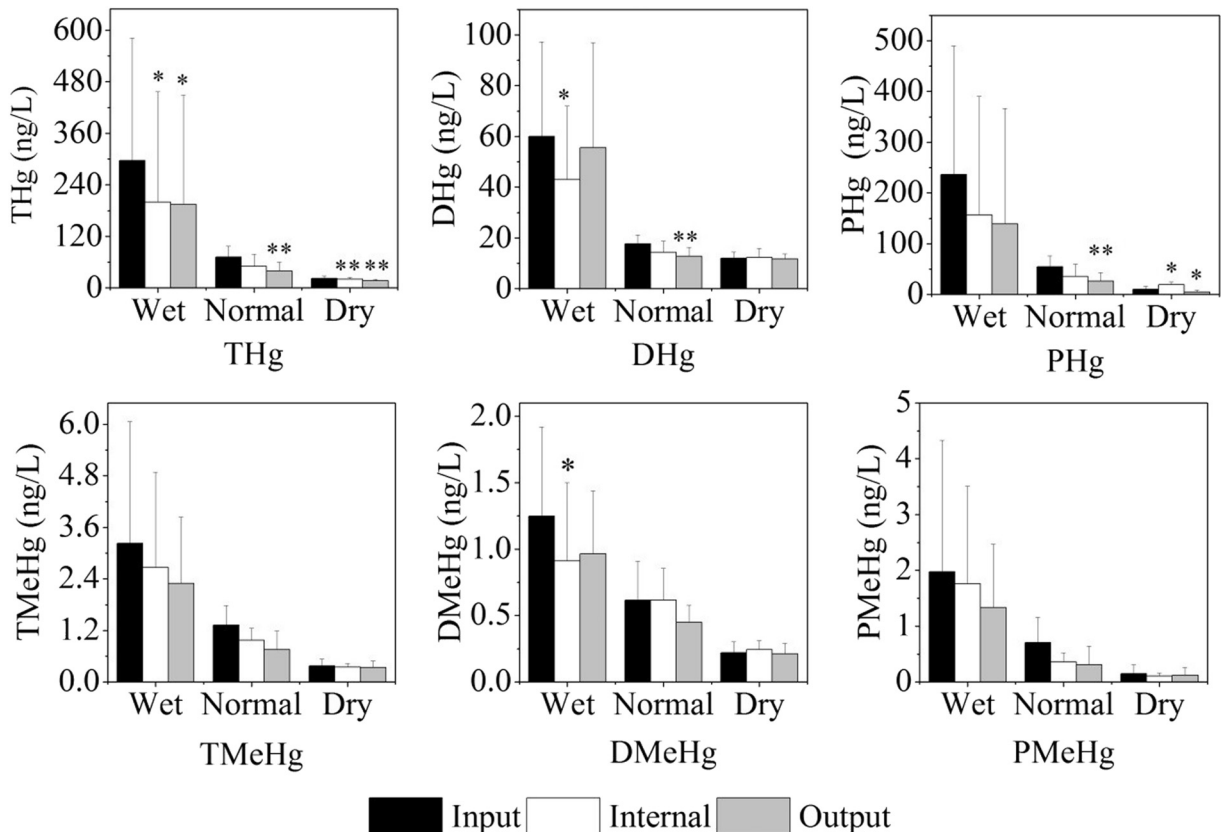 THg (ng/L)
600
480
360
240
120
0
* *
**
** **
Wet Normal Dry
THg
DHg (ng/L)
100
80
60
40
20
0
*
**
Wet Normal Dry
DHg
PHg (ng/L)
500
400
300
200
100
0
**
* *
Wet Normal Dry
PHg
TMeHg (ng/L)
6.0
4.8
3.6
2.4
1.2
0.0
Wet Normal Dry
TMeHg
DMeHg (ng/L)
2.0
1.5
1.0
0.5
0.0
*
Wet Normal Dry
DMeHg
PMeHg (ng/L)
5
4
3
2
1
0
Wet Normal Dry
PMeHg
Input Internal Output